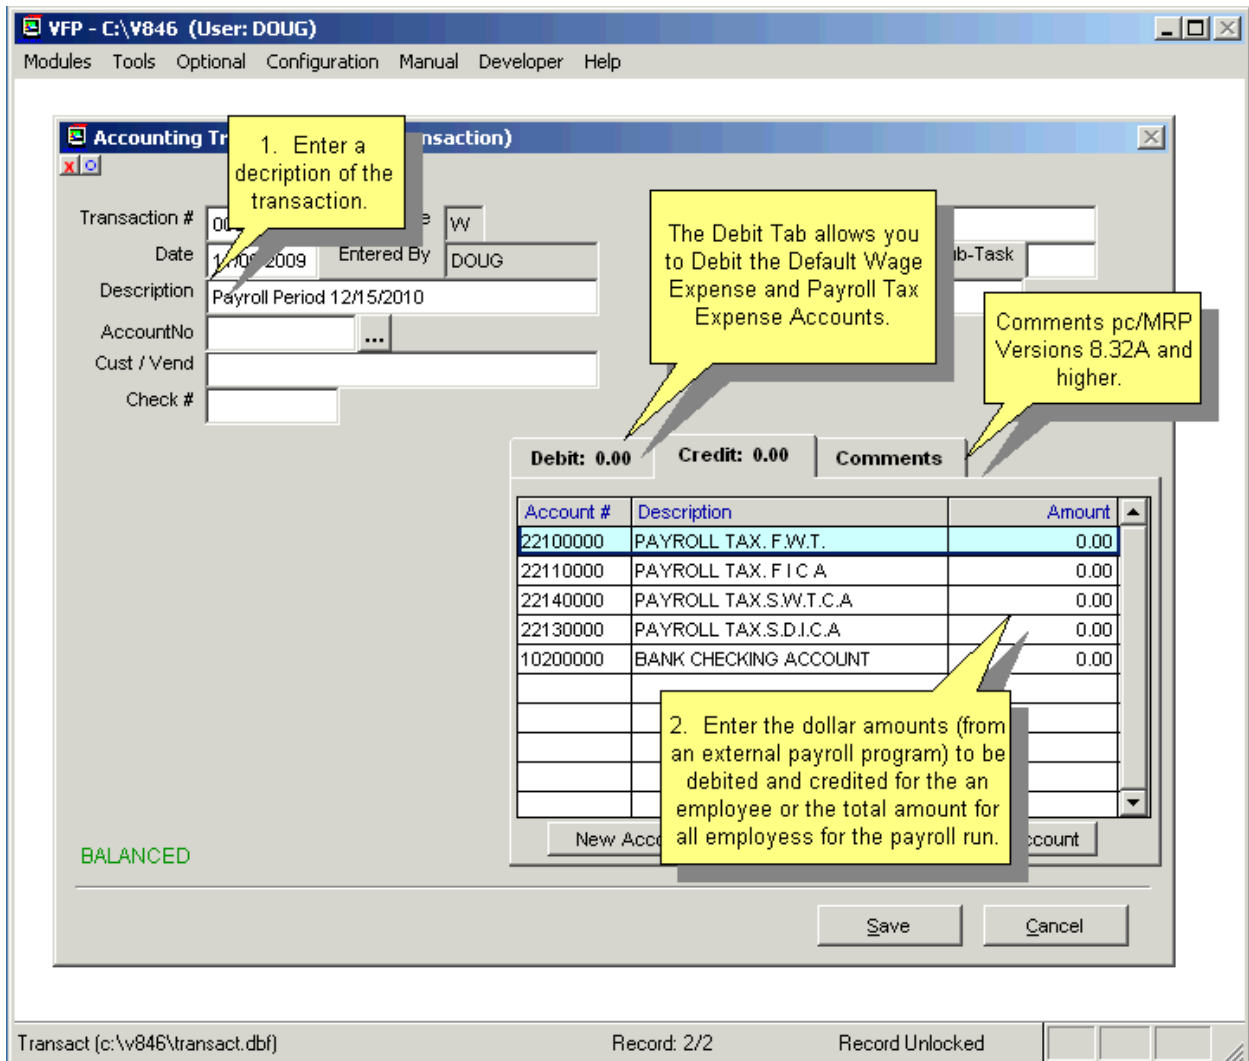 VFP - C:\V846 (User: DOUG)
Modules Tools Optional Configuration Manual Developer Help
Accounting
nsaction)
1. Enter a
decription of the
transaction.
Transaction #
W
Date
2009
Entered By
DOUG
Description
Payroll Period 12/15/2010
AccountNo
...
Cust / Vend
Check #
The Debit Tab allows you
to Debit the Default Wage
Expense and Payroll Tax
Expense Accounts.
b-Task
Comments pc/MRP
Versions 8.32A and
higher.
Debit: 0.00
Credit: 0.00
Comments
Account # Description Amount
22100000 PAYROLL TAX. F.W.T. 0.00
22110000 PAYROLL TAX. F I C A 0.00
22140000 PAYROLL TAX.S.W.T.C.A 0.00
22130000 PAYROLL TAX.S.D.I.C.A 0.00
10200000 BANK CHECKING ACCOUNT 0.00
2. Enter the dollar amounts (from
an external payroll program) to be
debited and credited for the an
employee or the total amount for
all employess for the payroll run.
New Acco
ccount
BALANCED
Save
Cancel
Transact (c:\v846\transact.dbf)
Record: 2/2
Record Unlocked